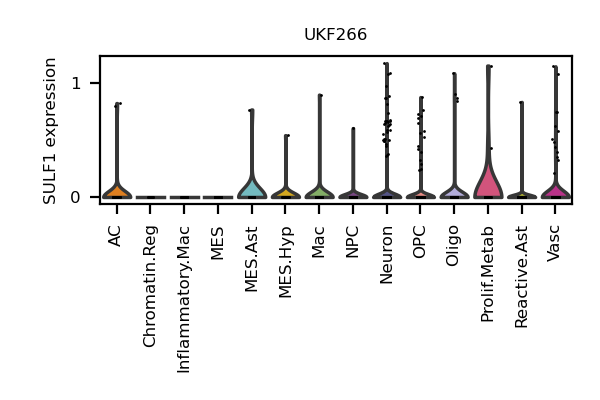 UKF266
SULF1 expression
1
0
AC
Chromatin.Reg
Inflammatory.Mac
MES
MES.Ast
MES.Hyp
Mac
NPC
Neuron
OPC
Oligo
Prolif.Metab
Reactive.Ast
Vasc